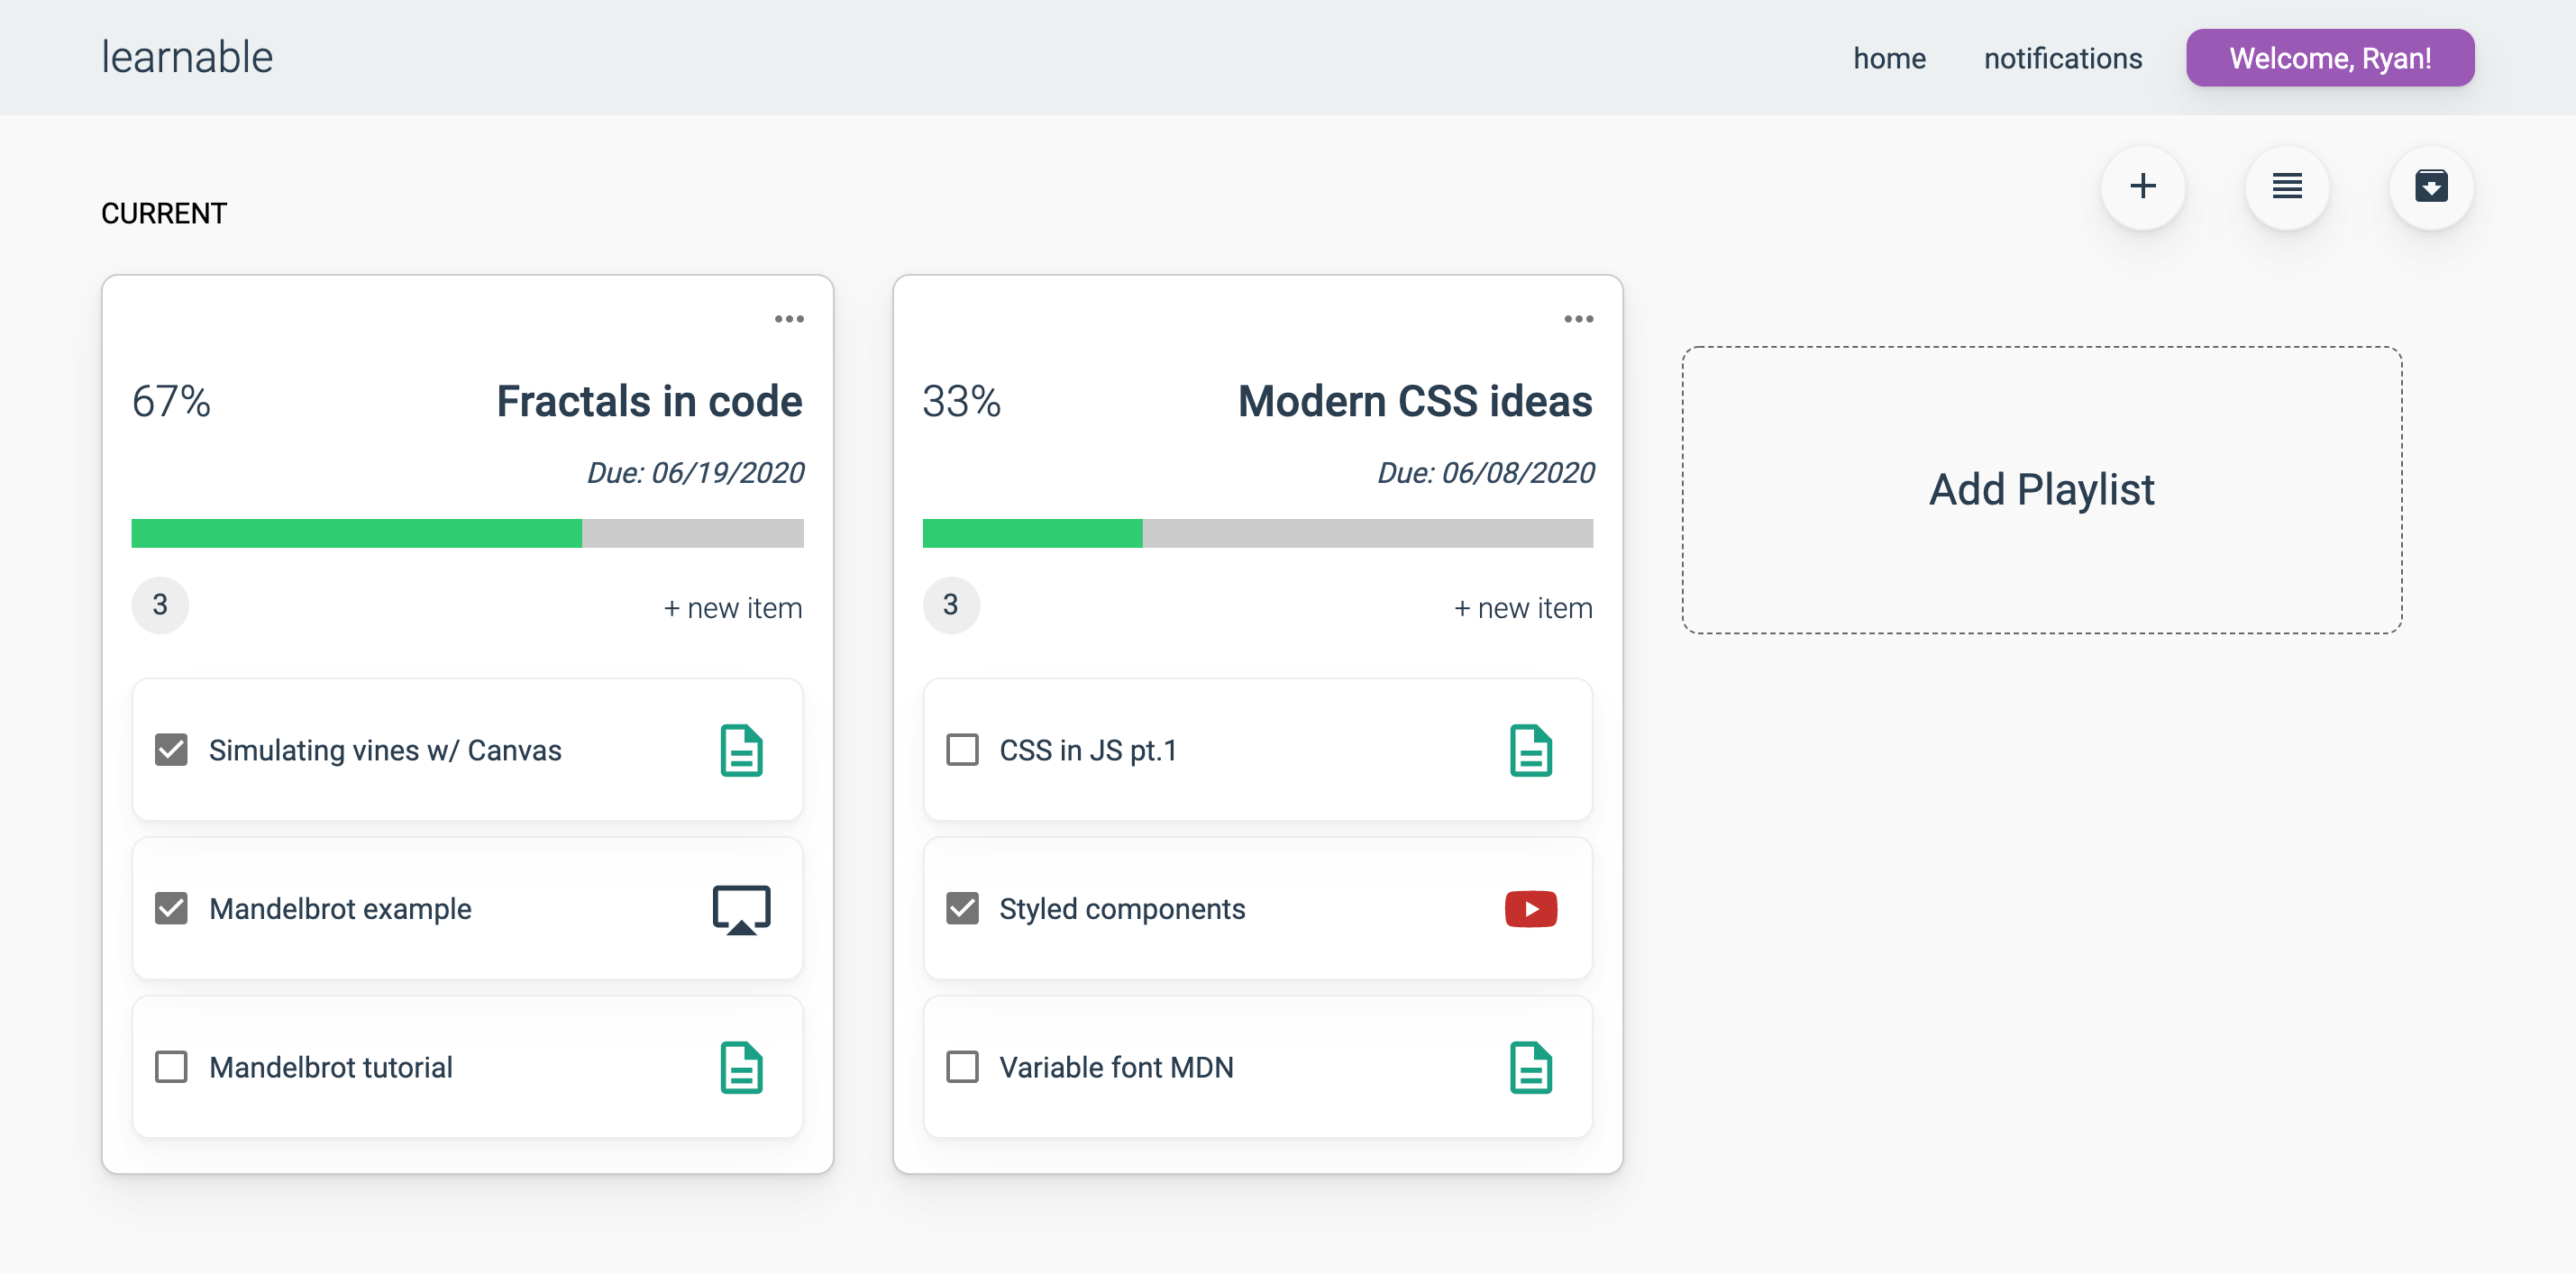 learnable
home
notifications
Welcome, Ryan!
CURRENT
67%
Fractals in code
Due: 06/19/2020
3
+ new item
Simulating vines w/ Canvas
Mandelbrot example
Mandelbrot tutorial
33%
Modern CSS ideas
Due: 06/08/2020
3
+ new item
CSS in JS pt.1
Styled components
Variable font MDN
Add Playlist